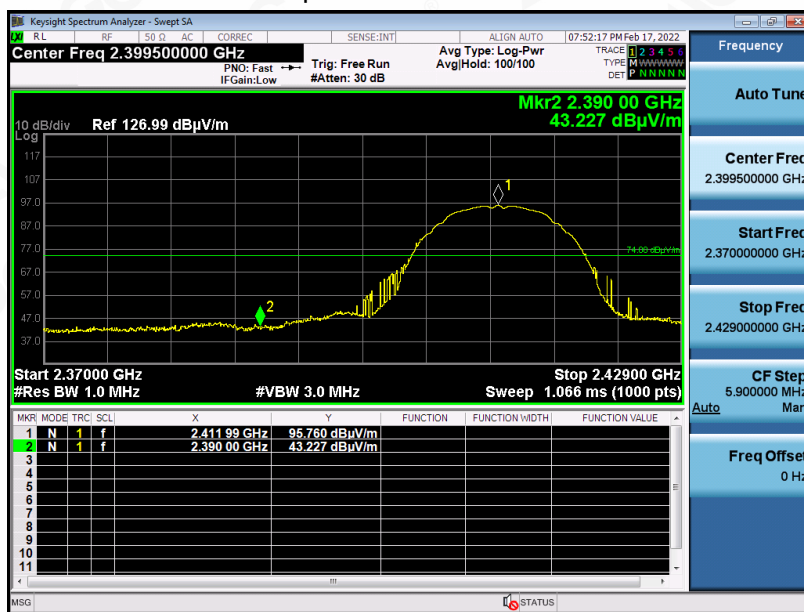 Keysight Spectrum Analyzer - Swept SA
LXI RL RF 50 Ω AC CORREC SENSE:INT ALIGN AUTO 07:52:17 PM Feb 17, 2022
Center Freq 2.399500000 GHz
PNO: Fast
IFGain:Low
Trig: Free Run
#Atten: 30 dB
Avg Type: Log-Pwr
Avg|Hold: 100/100
TRACE 1 2 3 4 5 6
TYPE M WWWWW
DET P N N N N N
Mkr2 2.390 00 GHz
43.227 dBµV/m
10 dB/div Ref 126.99 dBµV/m
Log
117
107
97.0
87.0
77.0
67.0
57.0
47.0
37.0
1
2
74.00 dBµV/m
Start 2.37000 GHz Stop 2.42900 GHz
#Res BW 1.0 MHz #VBW 3.0 MHz Sweep 1.066 ms (1000 pts)
MKR MODE TRC SCL X Y FUNCTION FUNCTION WIDTH FUNCTION VALUE
1 N 1 f 2.411 99 GHz 95.760 dBµV/m
2 N 1 f 2.390 00 GHz 43.227 dBµV/m
3
4
5
6
7
8
9
10
11
MSG STATUS
Frequency
Auto Tune
Center Freq
2.399500000 GHz
Start Freq
2.370000000 GHz
Stop Freq
2.429000000 GHz
CF Step
5.900000 MHz
Auto Man
Freq Offset
0 Hz